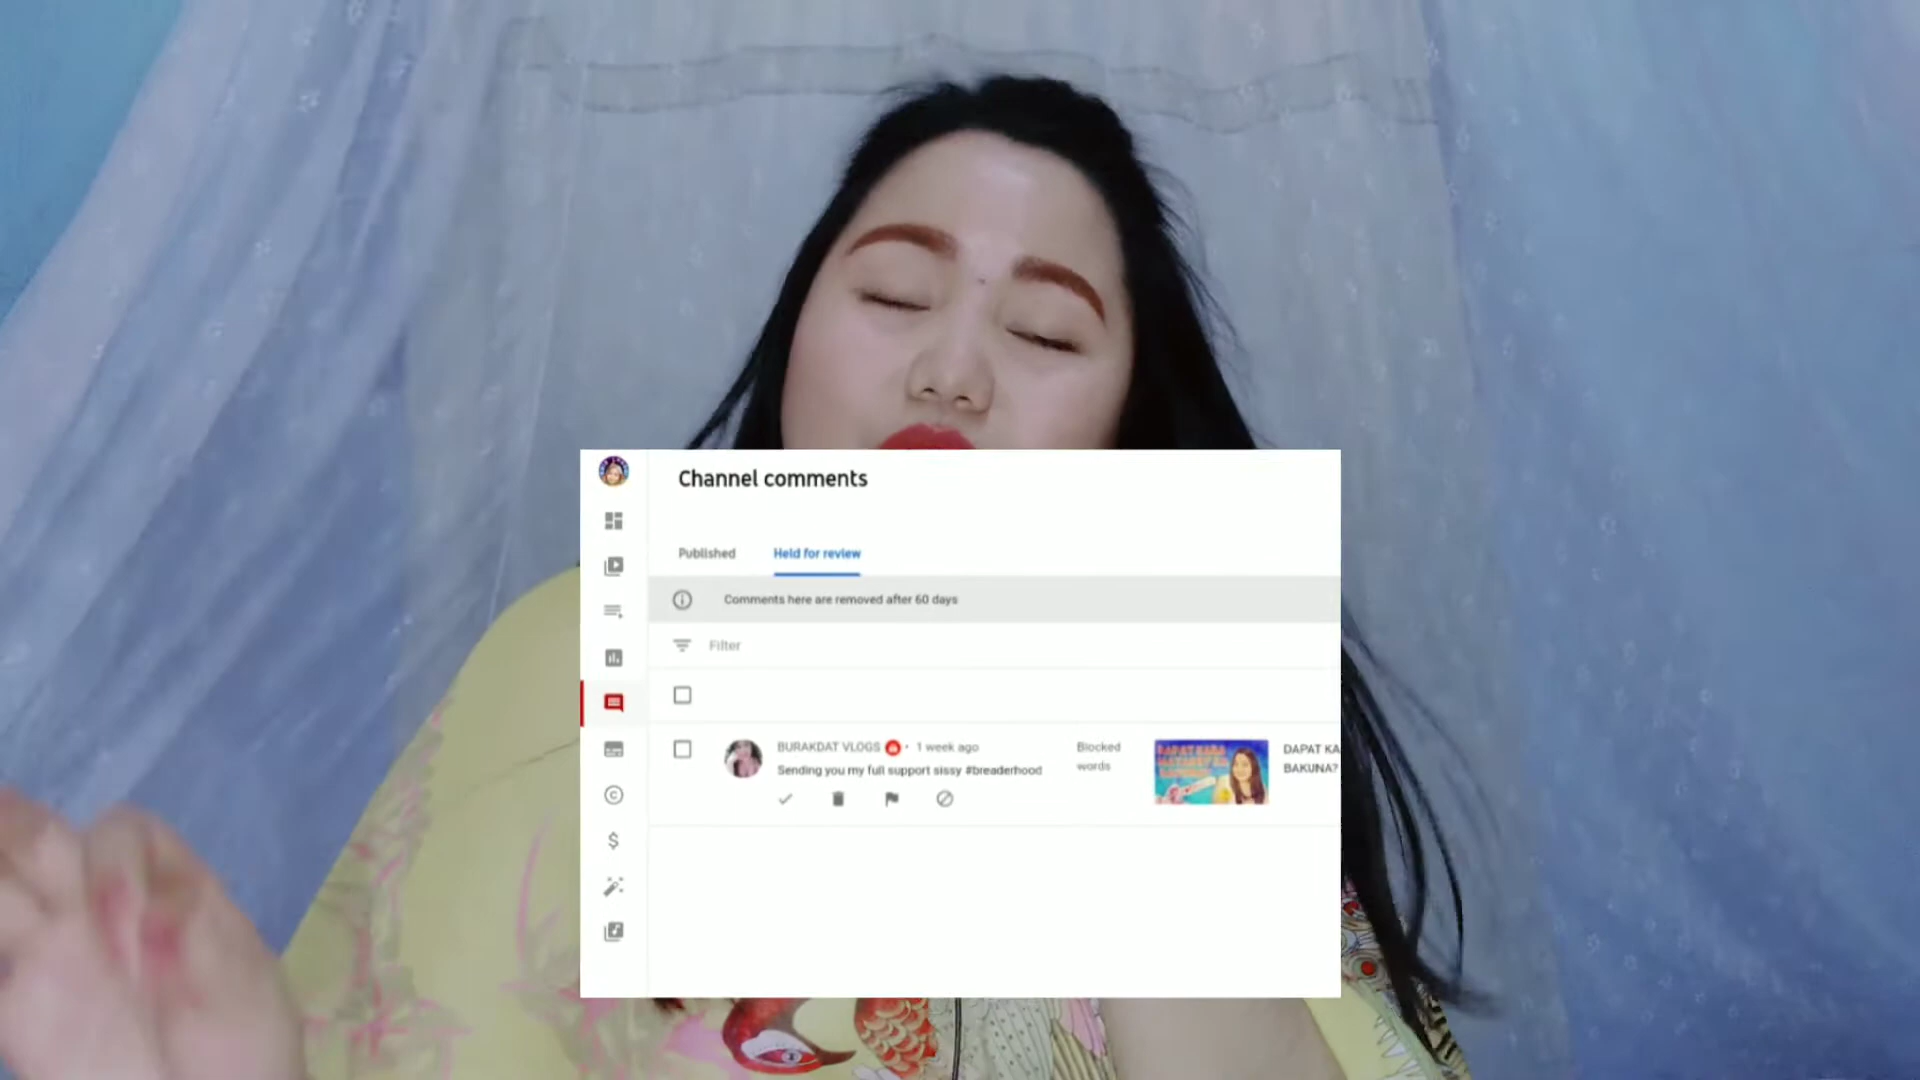 Channel comments
Published
Held for review
Comments here are removed after 60 days
Filter
BURAKDAT VLOGS • 1 week ago
Sending you my full support sissy #breaderhood
Blocked
words
DAPAT KA
BAKUNA?